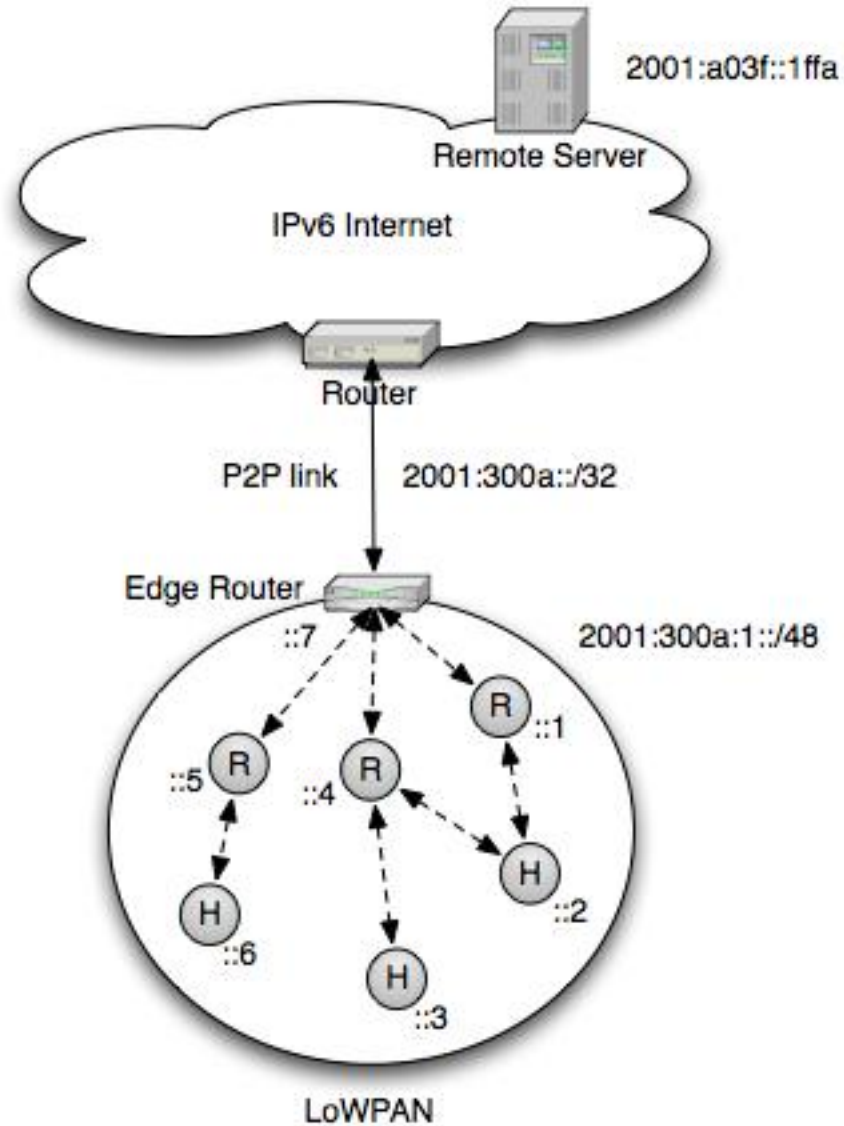 2001:a03f::1ffa
Remote Server
IPv6 Internet
Router
P2P link
2001:300a::/32
Edge Router
::7
2001:300a:1::/48
R
::1
R
::5
R
::4
H
::2
H
::6
H
::3
LoWPAN